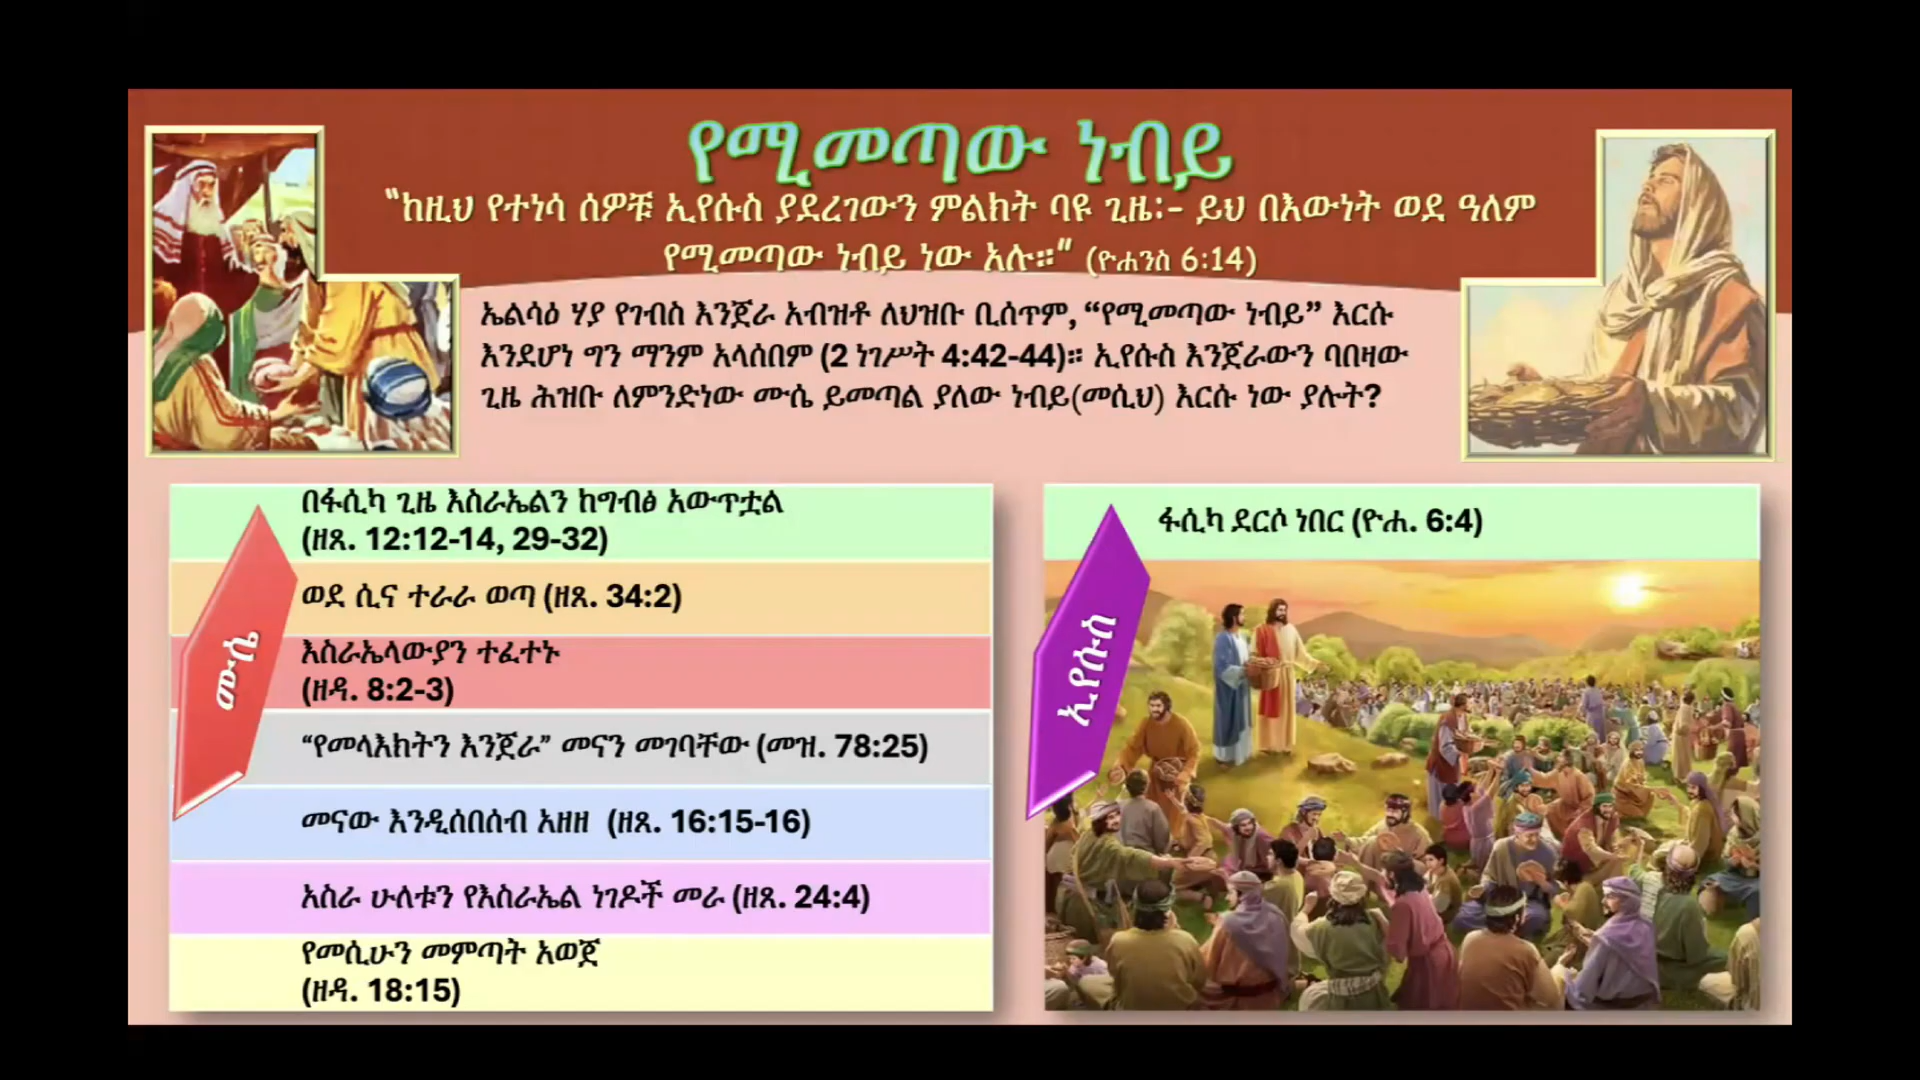 የሚመጣው ነብይ
“ከዚህ የተነሳ ሰዎቹ ኢየሱስ ያደረገውን ምልክት ባዩ ጊዜ:- ይህ በእውነት ወደ ዓለም
የሚመጣው ነብይ ነው አሉ።” (ዮሐንስ 6:14)
ኤልሳዕ ሃያ የገብስ እንጀራ አብዝቶ ለህዝቡ ቢሰጥም, “የሚመጣው ነብይ” እርሱ
እንደሆነ ግን ማንም አላሰበም (2 ነገሥት 4:42-44)። ኢየሱስ እንጀራውን ባበዛው
ጊዜ ሕዝቡ ለምንድነው ሙሴ ይመጣል ያለው ነብይ(መሲህ) እርሱ ነው ያሉት?
ሙሴ
በፋሲካ ጊዜ እስራኤልን ከግብፅ አውጥቷል
(ዘጸ. 12:12-14, 29-32)
ወደ ሲና ተራራ ወጣ (ዘጸ. 34:2)
እስራኤላውያን ተፈተኑ
(ዘዳ. 8:2-3)
“የመላእክትን እንጀራ” መናን መገባቸው (መዝ. 78:25)
መናው እንዲሰበሰብ አዘዘ (ዘጸ. 16:15-16)
አስራ ሁለቱን የእስራኤል ነገዶች መራ (ዘጸ. 24:4)
የመሲሁን መምጣት አወጀ
(ዘዳ. 18:15)
ኢየሱስ
ፋሲካ ደርሶ ነበር (ዮሐ. 6:4)